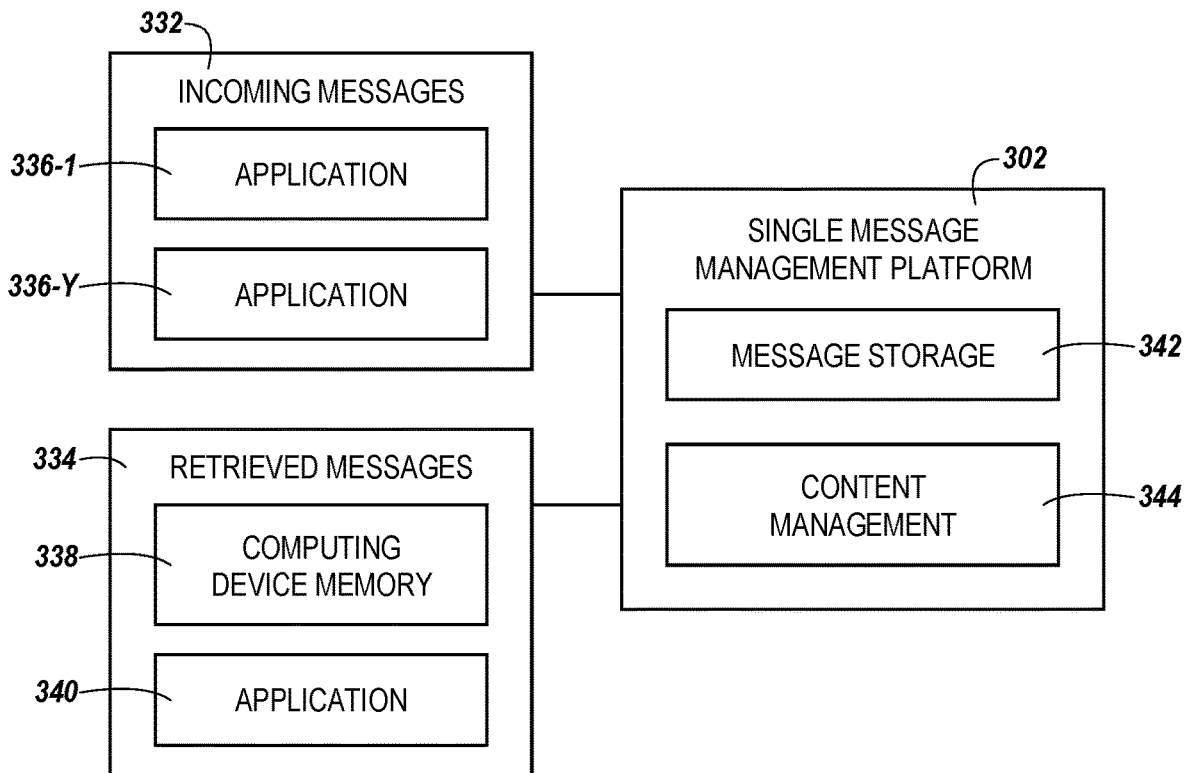 332
INCOMING MESSAGES
336-1
APPLICATION
336-Y
APPLICATION
334
RETRIEVED MESSAGES
338
COMPUTING
DEVICE MEMORY
340
APPLICATION
302
SINGLE MESSAGE
MANAGEMENT PLATFORM
MESSAGE STORAGE
342
CONTENT
MANAGEMENT
344